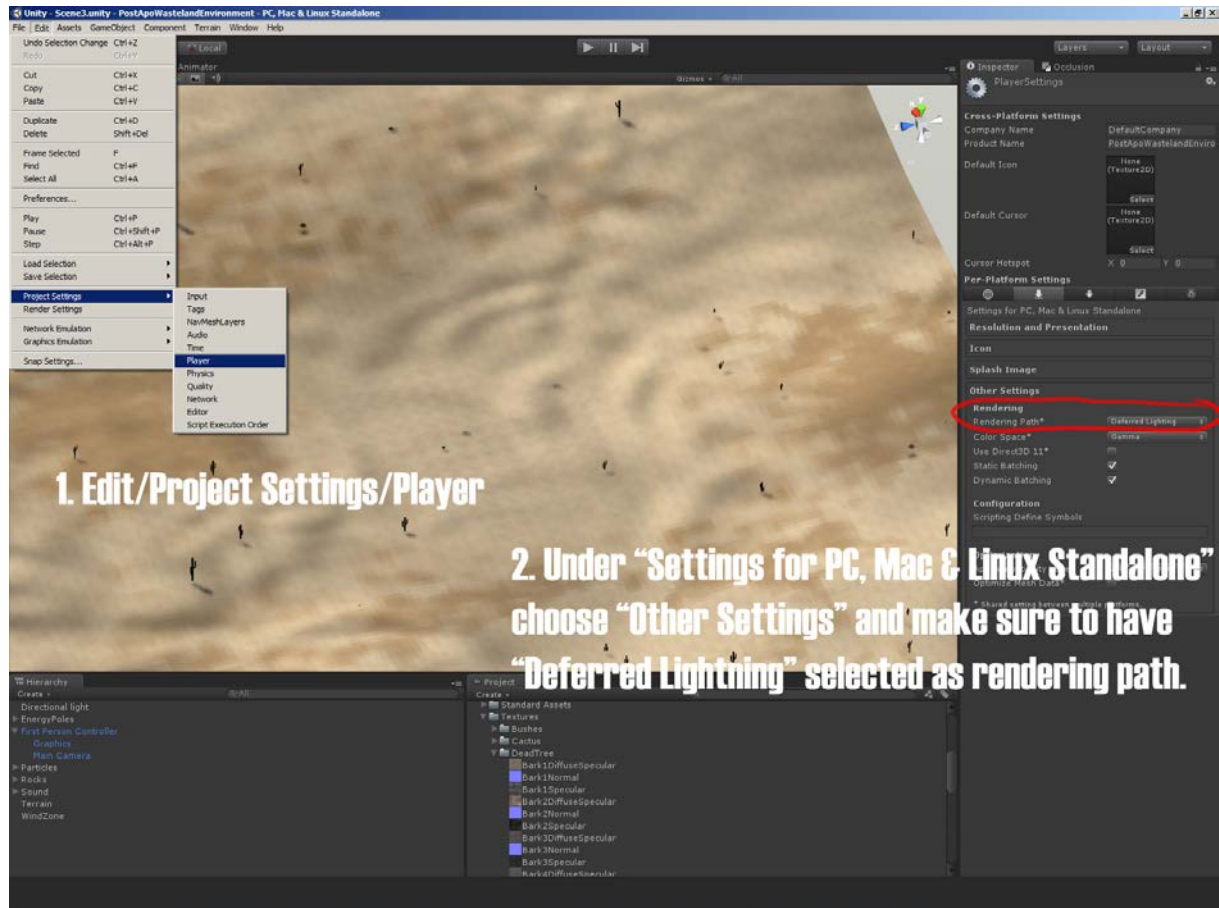 Unity - Scene3.unity - PostApoWastelandEnvironment - PC, Mac & Linux Standalone
File Edit Assets GameObject Component Terrain Window Help
Undo Selection Change Ctrl+Z
Redo Ctrl+Y
Cut Ctrl+X
Copy Ctrl+C
Paste Ctrl+V
Duplicate Ctrl+D
Delete Shift+Del
Frame Selected F
Find Ctrl+F
Select All Ctrl+A
Preferences...
Play Ctrl+P
Pause Ctrl+Shift+P
Step Ctrl+Alt+P
Load Selection
Save Selection
Project Settings
Render Settings
Network Emulation
Graphics Emulation
Snap Settings...
Input
Tags
NavMeshLayers
Audio
Time
Player
Physics
Quality
Network
Editor
Script Execution Order
Local
Animator
Gizmos
All
Layers Layout
Inspector Occlusion
PlayerSettings
Cross-Platform Settings
Company Name DefaultCompany
Product Name PostApoWastelandEnviro
Default Icon
None
(Texture2D)
Select
Default Cursor
None
(Texture2D)
Select
Cursor Hotspot X 0 Y 0
Per-Platform Settings
Settings for PC, Mac & Linux Standalone
Resolution and Presentation
Icon
Splash Image
Other Settings
Rendering
Rendering Path* Deferred Lighting
Color Space* Gamma
Use Direct3D 11*
Static Batching
Dynamic Batching
Configuration
Scripting Define Symbols
Optimize Mesh Data*
* Shared setting between multiple platforms.
1. Edit/Project Settings/Player
2. Under “Settings for PC, Mac & Linux Standalone”
choose “Other Settings” and make sure to have
“Deferred Lightning” selected as rendering path.
Hierarchy
Create All
Directional light
EnergyPoles
First Person Controller
Graphics
Main Camera
Particles
Rocks
Sound
Terrain
WindZone
Project
Create
Standard Assets
Textures
Bushes
Cactus
DeadTree
Bark1DiffuseSpecular
Bark1Normal
Bark1Specular
Bark2DiffuseSpecular
Bark2Normal
Bark2Specular
Bark3DiffuseSpecular
Bark3Normal
Bark3Specular
Bark4DiffuseSpecular